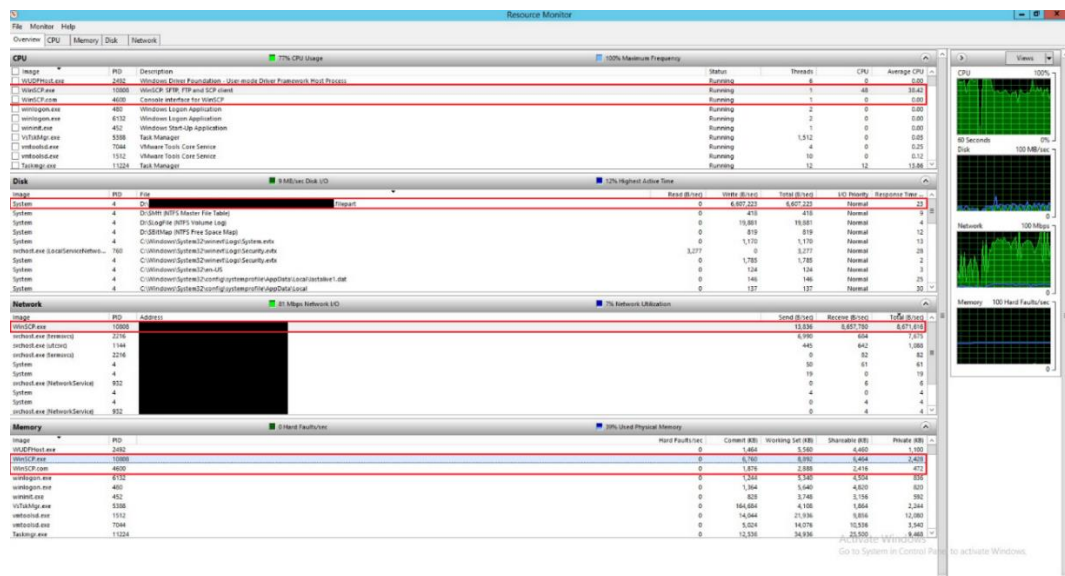 Resource Monitor
File Monitor Help
Overview CPU Memory Disk Network
CPU 77% CPU Usage 100% Maximum Frequency
Image PID Description Status Threads CPU Average CPU
WUDFHost.exe 2492 Windows Driver Foundation - User-mode Driver Framework Host Process Running 6 0 0.00
WinSCP.exe 10808 WinSCP: SFTP, FTP and SCP client Running 1 48 38.42
WinSCP.com 4600 Console interface for WinSCP Running 1 0 0.00
winlogon.exe 480 Windows Logon Application Running 2 0 0.00
winlogon.exe 6132 Windows Logon Application Running 2 0 0.00
wininit.exe 452 Windows Start-Up Application Running 1 0 0.00
VsTskMgr.exe 5388 Task Manager Running 1,512 0 0.05
vmtoolsd.exe 7044 VMware Tools Core Service Running 4 0 0.25
vmtoolsd.exe 1512 VMware Tools Core Service Running 10 0 0.12
Taskmgr.exe 11224 Task Manager Running 12 12 13.86
Disk 9 MB/sec Disk I/O 12% Highest Active Time
Image PID File Read (B/sec) Write (B/sec) Total (B/sec) I/O Priority Response Time ...
System 4 D:\ filepart 0 6,607,223 6,607,223 Normal 23
System 4 D:\$Mft (NTFS Master File Table) 0 418 418 Normal 9
System 4 D:\$LogFile (NTFS Volume Log) 0 19,881 Normal 4
System 4 D:\$BitMap (NTFS Free Space Map) 0 819 819 Normal 12
System 4 C:\Windows\System32\winevt\Logs\System.evtx 0 1,170 1,170 Normal 13
svchost.exe (LocalServiceNetwo... 760 C:\Windows\System32\winevt\Logs\Security.evtx 3,277 0 3,277 Normal 28
System 4 C:\Windows\System32\winevt\Logs\Security.evtx 0 1,785 1,785 Normal 2
System 4 C:\Windows\System32\en-US 0 124 124 Normal 3
System 4 C:\Windows\System32\config\systemprofile\AppData\Local\lastalive1.dat 0 146 146 Normal 25
System 4 C:\Windows\System32\config\systemprofile\AppData\Local 0 137 137 Normal 30
Network 81 Mbps Network I/O 7% Network Utilization
Image PID Address Send (B/sec) Receive (B/sec) Total (B/sec)
WinSCP.exe 10808 13,836 8,657,780 8,671,616
svchost.exe (termsvcs) 2216 6,990 684 7,675
svchost.exe (utcsvc) 1144 445 642 1,088
svchost.exe (termsvcs) 2216 0 82 82
System 4 50 61 61
System 4 19 0 19
svchost.exe (NetworkService) 932 0 6 6
System 4 4 0 4
System 4 0 4 4
svchost.exe (NetworkService) 932 0 4 4
Memory 0 Hard Faults/sec 39% Used Physical Memory
Image PID Hard Faults/sec Commit (KB) Working Set (KB) Shareable (KB) Private (KB)
WUDFHost.exe 2492 0 1,464 5,560 4,460 1,100
WinSCP.exe 10808 0 6,760 8,992 6,464 2,428
WinSCP.com 4600 0 1,876 2,888 2,416 472
winlogon.exe 6132 0 1,244 5,340 4,504 836
winlogon.exe 480 0 1,364 5,640 4,820 820
wininit.exe 452 0 828 3,748 3,156 592
VsTskMgr.exe 5388 0 164,684 4,108 1,864 2,244
vmtoolsd.exe 1512 0 14,044 21,936 9,856 12,080
vmtoolsd.exe 7044 0 5,024 14,076 10,536 3,540
Taskmgr.exe 11224 0 12,536 34,936 25,500 9,468
Views
CPU 100%
60 Seconds 0%
Disk 100 MB/sec
0
Network 100 Mbps
0
Memory 100 Hard Faults/sec
0
Activate Windows
Go to System in Control Panel to activate Windows.